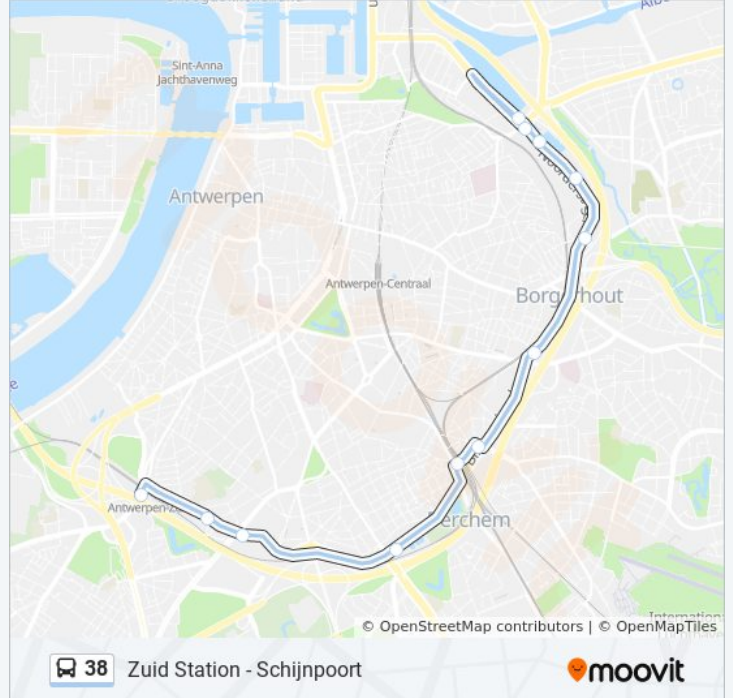 Sint-Anna
Jachthavenweg
Antwerpen
Antwerpen-Centraal
Borgerhout
Berchem
© OpenStreetMap contributors | © OpenMapTiles
38 Zuid Station - Schijnpoort
moovit